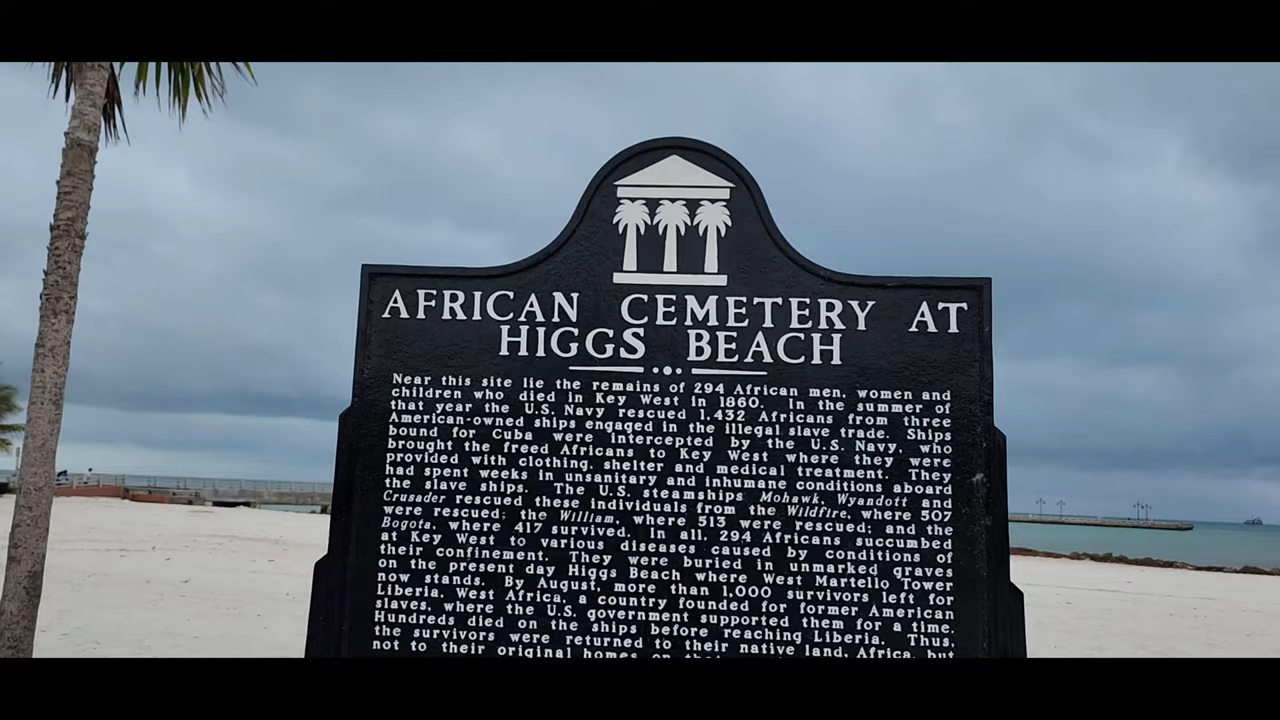 AFRICAN CEMETERY AT
HIGGS BEACH
Near this site lie the remains of 294 African men, women and
children who died in Key West in 1860. In the summer of
that year the U.S. Navy rescued 1,432 Africans from three
American-owned ships engaged in the illegal slave trade. Ships
bound for Cuba were intercepted by the U.S. Navy, who
brought the freed Africans to Key West where they were
provided with clothing, shelter and medical treatment. They
had spent weeks in unsanitary and inhumane conditions aboard
the slave ships. The U.S. steamships Mohawk, Wyandott and
Crusader rescued these individuals from the Wildfire, where 507
were rescued; the William, where 513 were rescued; and the
Bogota, where 417 survived. In all, 294 Africans succumbed
at Key West to various diseases caused by conditions of
their confinement. They were buried in unmarked graves
on the present day Higgs Beach where West Martello Tower
now stands. By August, more than 1,000 survivors left for
Liberia, West Africa, a country founded for former American
slaves, where the U.S. government supported them for a time.
Hundreds died on the ships before reaching Liberia. Thus,
the survivors were returned to their native land, Africa, but
not to their original homes on